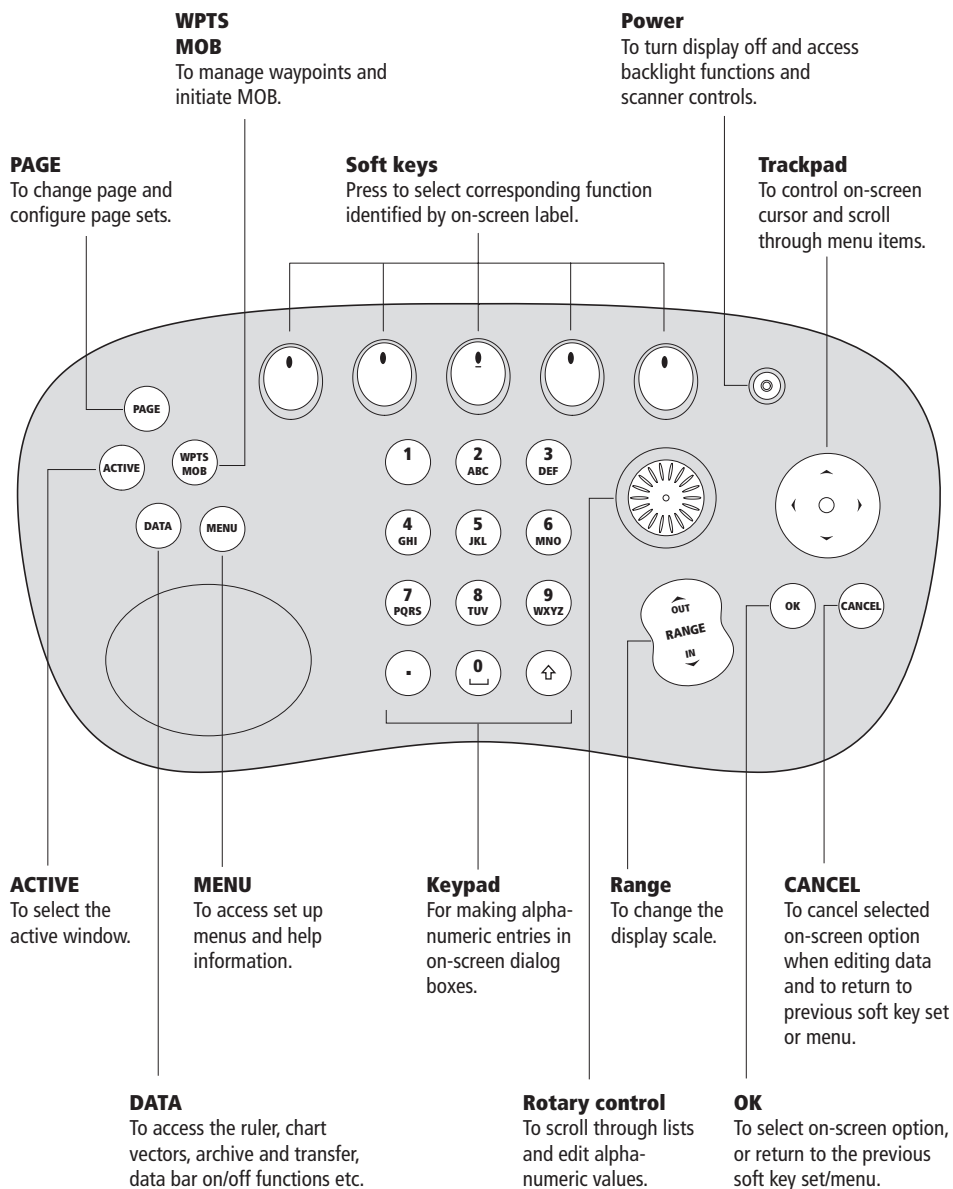 WPTS
MOB
To manage waypoints and
initiate MOB.
Power
To turn display off and access
backlight functions and
scanner controls.
PAGE
To change page and
configure page sets.
Soft keys
Press to select corresponding function
identified by on-screen label.
Trackpad
To control on-screen
cursor and scroll
through menu items.
PAGE
ACTIVE
WPTS
MOB
DATA
MENU
1
2
ABC
3
DEF
4
GHI
5
JKL
6
MNO
7
PQRS
8
TUV
9
WXYZ
.
0
OUT
RANGE
IN
OK
CANCEL
ACTIVE
To select the
active window.
MENU
To access set up
menus and help
information.
Keypad
For making alpha-
numeric entries in
on-screen dialog
boxes.
Range
To change the
display scale.
CANCEL
To cancel selected
on-screen option
when editing data
and to return to
previous soft key set
or menu.
DATA
To access the ruler, chart
vectors, archive and transfer,
data bar on/off functions etc.
Rotary control
To scroll through lists
and edit alpha-
numeric values.
OK
To select on-screen option,
or return to the previous
soft key set/menu.